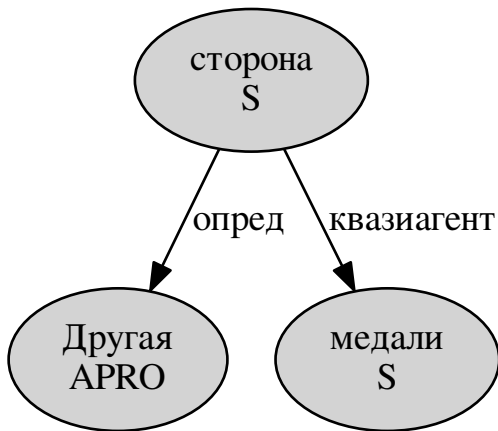 сторона
S
опред
квазиагент
Другая
APRO
медали
S